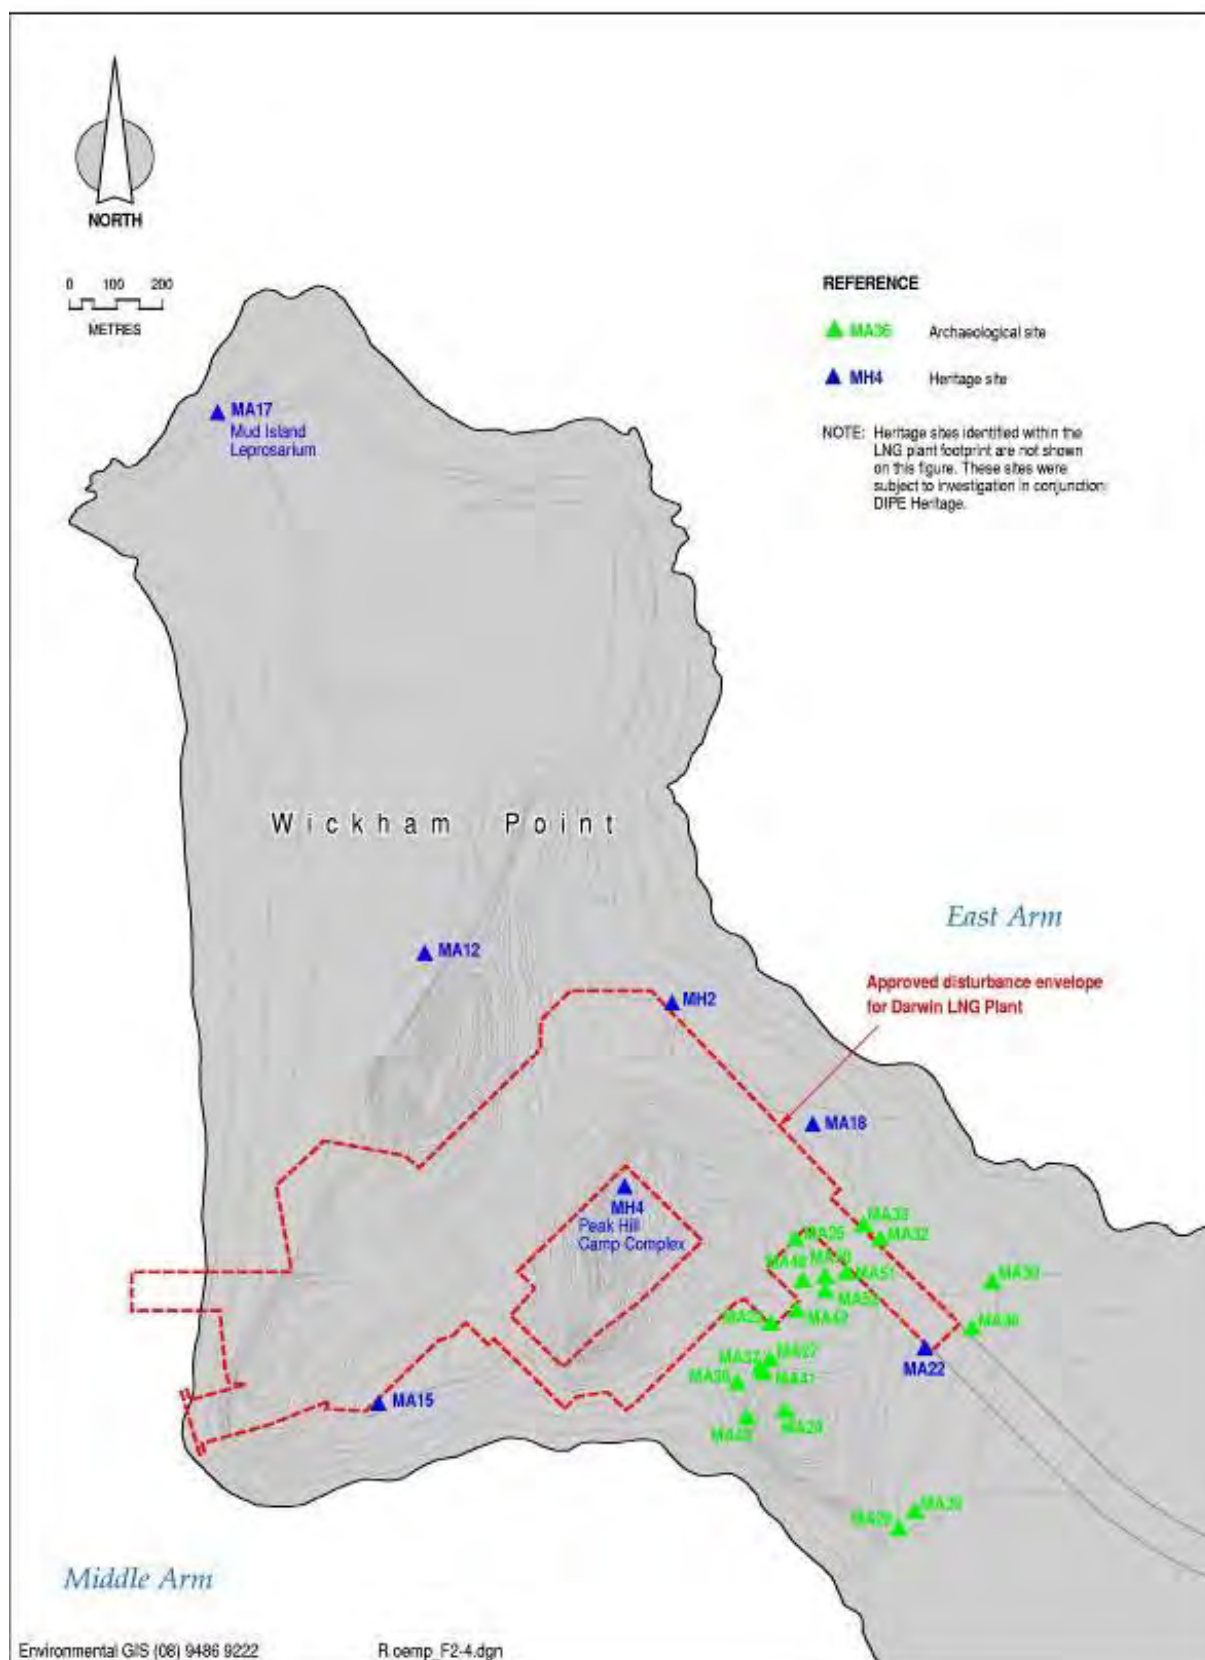 NORTH
0 100 200
METRES
REFERENCE
MA36 Archaeological site
MH4 Heritage site
NOTE: Heritage sites identified within the
LNG plant footprint are not shown
on this figure. These sites were
subject to investigation in conjunction
DIPE Heritage.
MA17
Mud Island
Leprosarium
Wickham Point
East Arm
MA12
Approved disturbance envelope
for Darwin LNG Plant
MH2
MA18
MH4
Peak Hill
Camp Complex
MA32
MA51
MA22
MA41
MA15
Middle Arm
Environmental GIS (08) 9486 9222
R oemp_F2-4.dgn